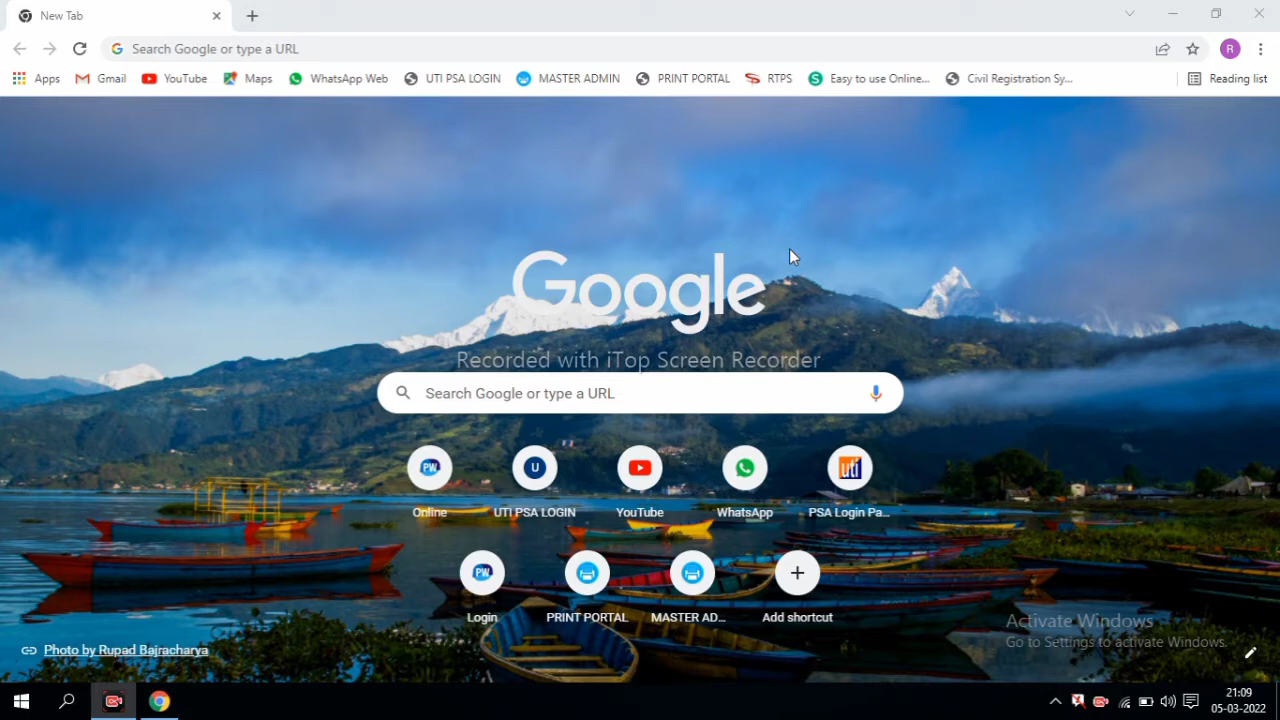 New Tab
Search Google or type a URL
R
Apps Gmail YouTube Maps WhatsApp Web UTI PSA LOGIN MASTER ADMIN PRINT PORTAL RTPS Easy to use Online... Civil Registration Sy... Reading list
Google
Recorded with iTop Screen Recorder
Search Google or type a URL
PW U uti
Online UTI PSA LOGIN YouTube WhatsApp PSA Login Pa...
PW
Login PRINT PORTAL MASTER AD... Add shortcut
Activate Windows
Go to Settings to activate Windows.
Photo by Rupad Bajracharya
21:09
05-03-2022